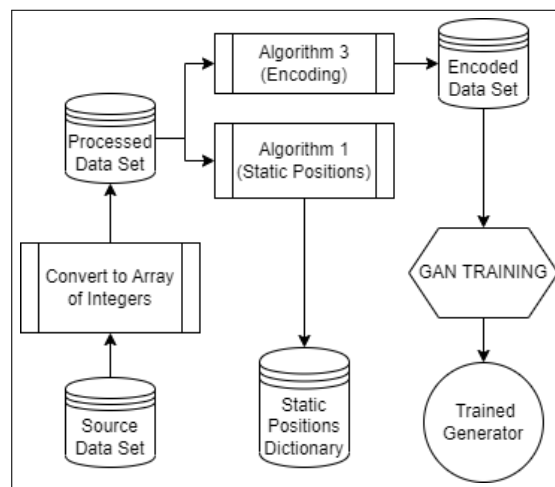 Algorithm 3
(Encoding)
Encoded
Data Set
Processed
Data Set
Algorithm 1
(Static Positions)
Convert to Array
of Integers
GAN TRAINING
Source
Data Set
Static
Positions
Dictionary
Trained
Generator